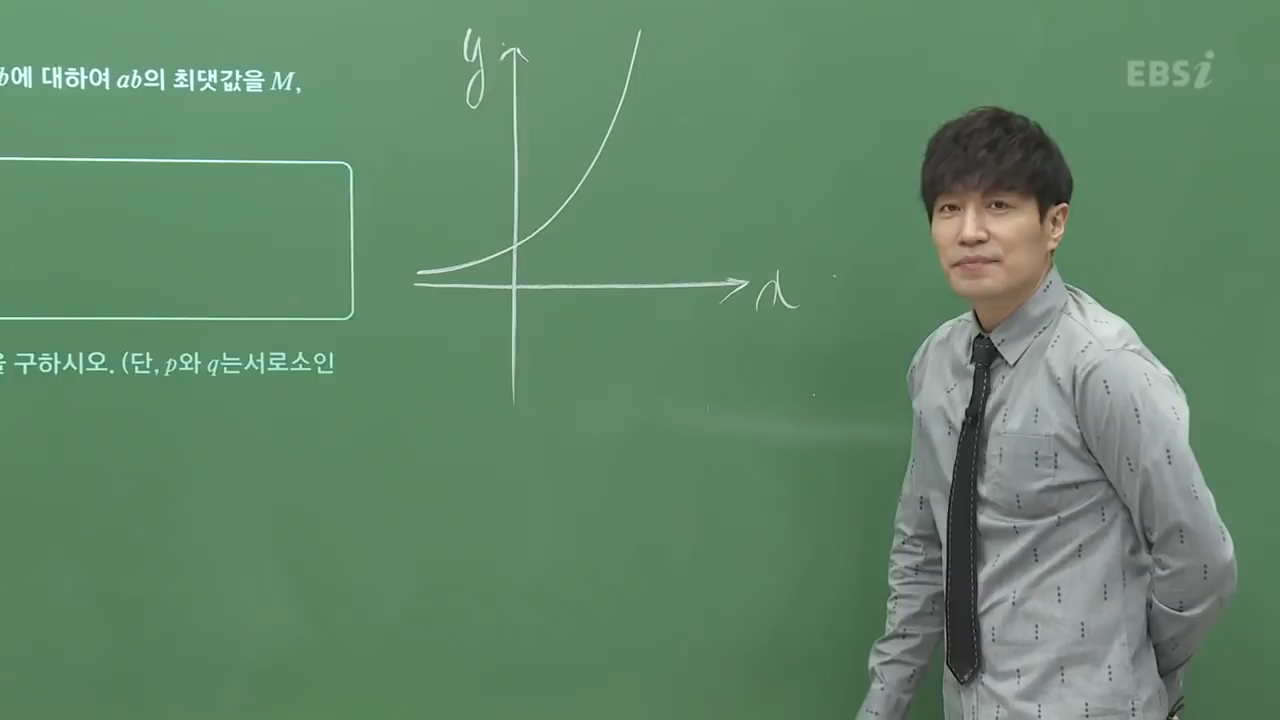 b에 대하여 ab의 최댓값을 M,
y
EBSi
x
구하시오. (단, p와 q는서로소인